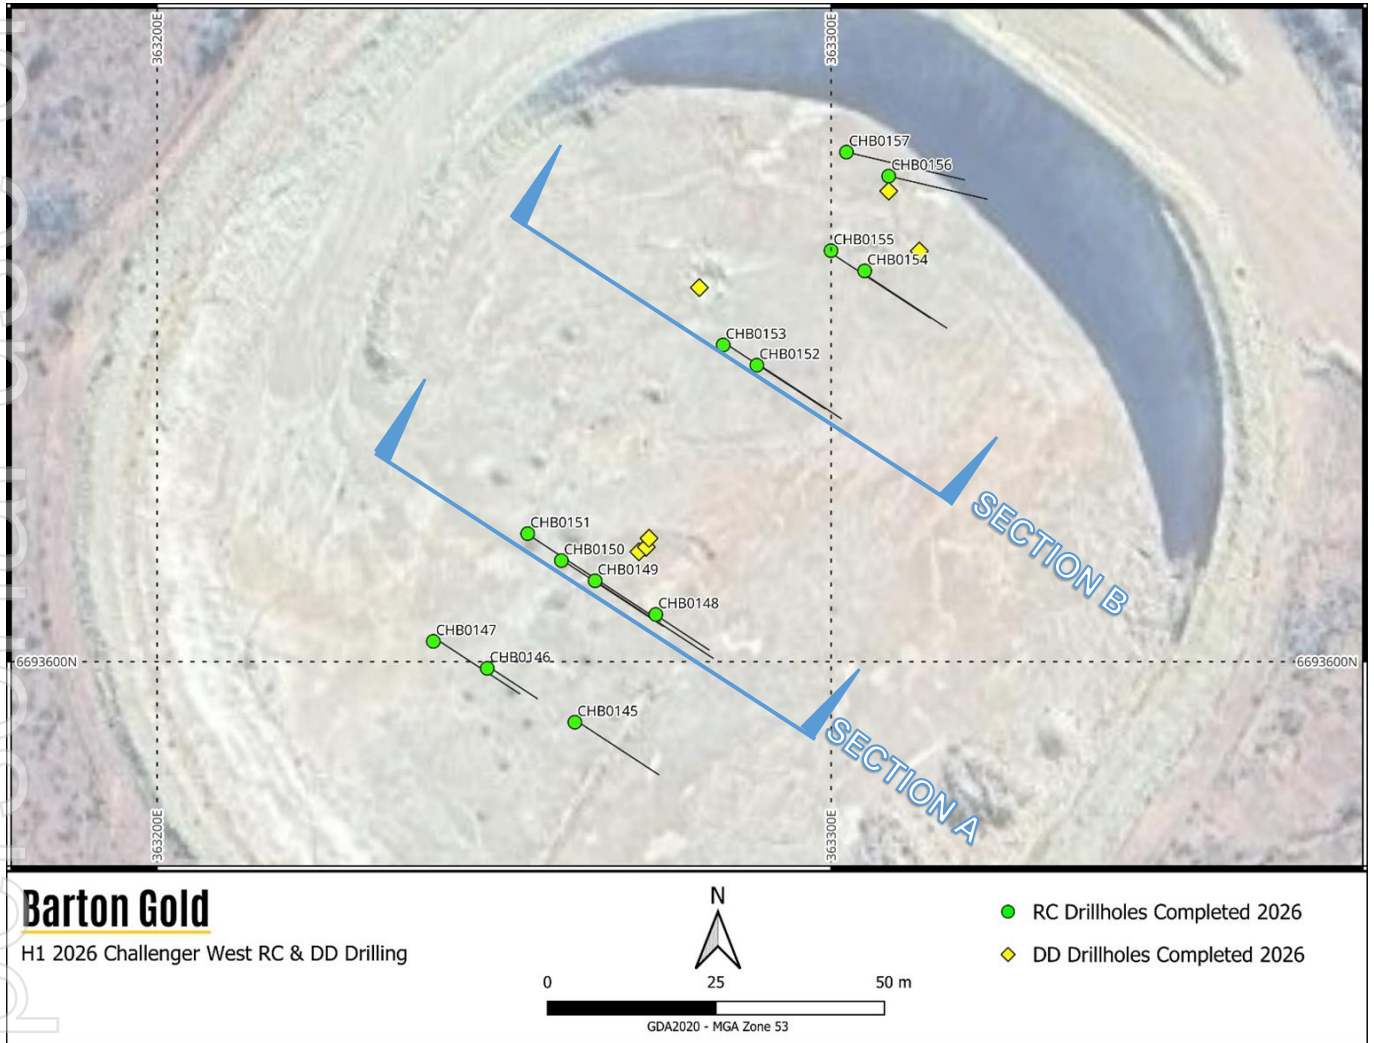 363200E
363300E
CHB0157
CHB0156
CHB0155
CHB0154
CHB0153
CHB0152
SECTION B
CHB0151
CHB0150
CHB0149
CHB0148
CHB0147
CHB0146
6693600N
6693600N
CHB0145
SECTION A
363200E
363300E
Barton Gold
H1 2026 Challenger West RC & DD Drilling
N
0 25 50 m
GDA2020 - MGA Zone 53
RC Drillholes Completed 2026
DD Drillholes Completed 2026